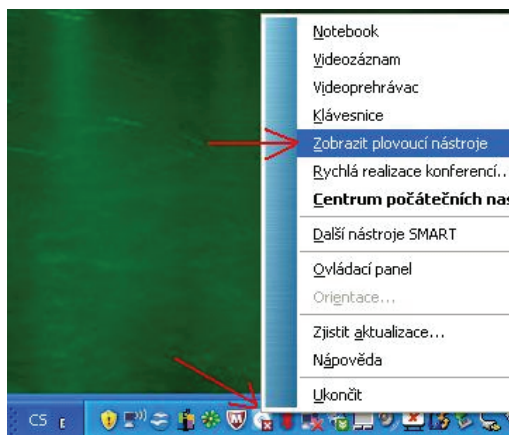 Notebook
Videozáznam
Videoprehrávac
Klávesnice
Zobrazit plovoucí nástroje
Rychlá realizace konferencí..
Centrum počátečních nas
Další nástroje SMART
Ovládací panel
Orientace...
Zjistit aktualizace...
Nápověda
Ukončit
CS E